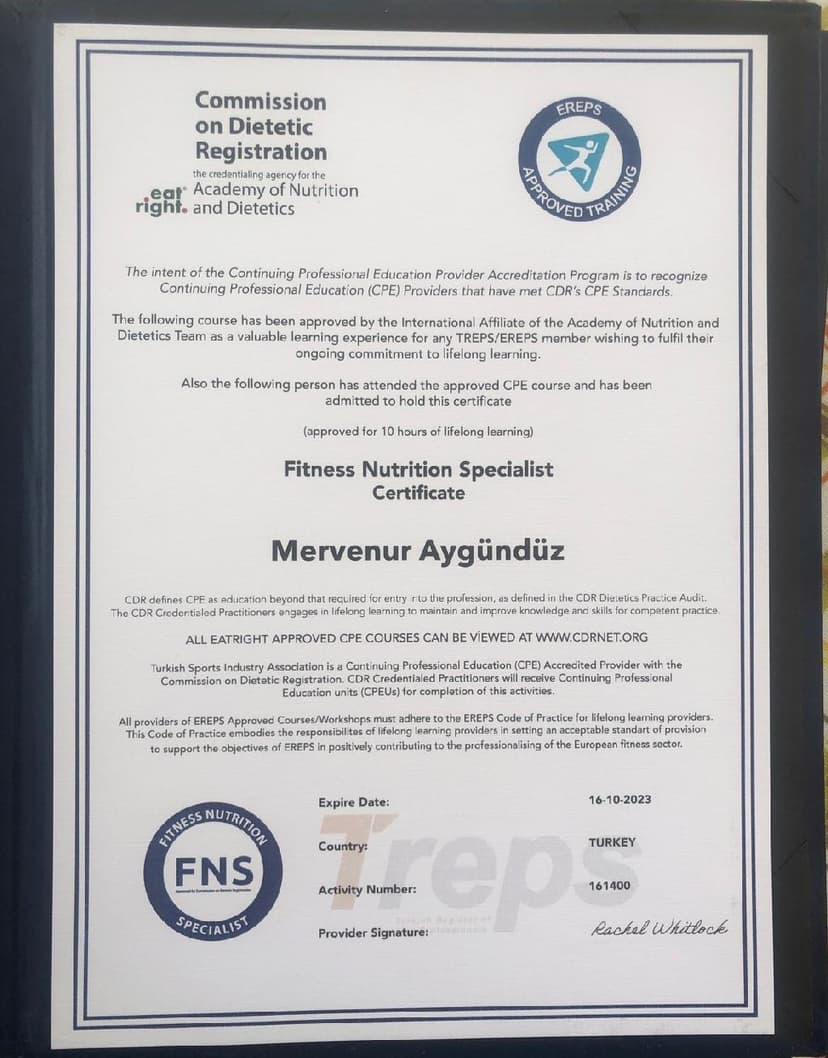 Commission
on Dietetic
Registration
the credentialing agency for the
eat right. Academy of Nutrition
and Dietetics
EREPS
APPROVED TRAINING
The intent of the Continuing Professional Education Provider Accreditation Program is to recognize
Continuing Professional Education (CPE) Providers that have met CDR's CPE Standards.
The following course has been approved by the International Affiliate of the Academy of Nutrition and
Dietetics Team as a valuable learning experience for any TREPS/EREPS member wishing to fulfil their
ongoing commitment to lifelong learning.
Also the following person has attended the approved CPE course and has been
admitted to hold this certificate
(approved for 10 hours of lifelong learning)
Fitness Nutrition Specialist
Certificate
Mervenur Aygündüz
CDR defines CPE as education beyond that required for entry into the profession, as defined in the CDR Dietetics Practice Audit.
The CDR Credentialed Practitioners engages in lifelong learning to maintain and improve knowledge and skills for competent practice.
ALL EATRIGHT APPROVED CPE COURSES CAN BE VIEWED AT WWW.CDRNET.ORG
Turkish Sports Industry Association is a Continuing Professional Education (CPE) Accredited Provider with the
Commission on Dietetic Registration. CDR Credentialed Practitioners will receive Continuing Professional
Education units (CPEUs) for completion of this activities.
All providers of EREPS Approved Courses/Workshops must adhere to the EREPS Code of Practice for lifelong learning providers.
This Code of Practice embodies the responsibilites of lifelong learning providers in setting an acceptable standart of provision
to support the objectives of EREPS in positively contributing to the professionalising of the European fitness sector.
FITNESS NUTRITION
FNS
SPECIALIST
Treps
Expire Date: 16-10-2023
Country: TURKEY
Activity Number: 161400
Provider Signature: Rachel Whitlock